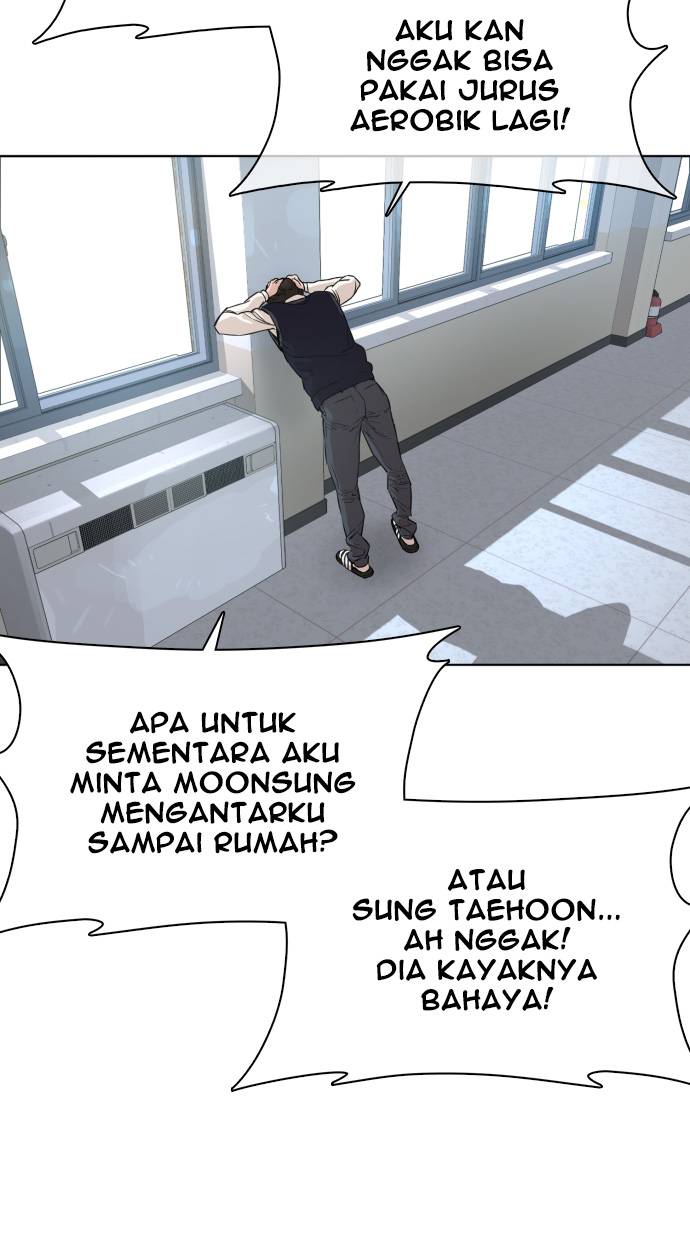 AKU KAN
NGGAK BISA
PAKAI JURUS
AEROBIK LAGI!
APA UNTUK
SEMENTARA AKU
MINTA MOONSUNG
MENGANTARKU
SAMPAI RUMAH?
ATAU
SUNG TAEHOON...
AH NGGAK!
DIA KAYAKNYA
BAHAYA!